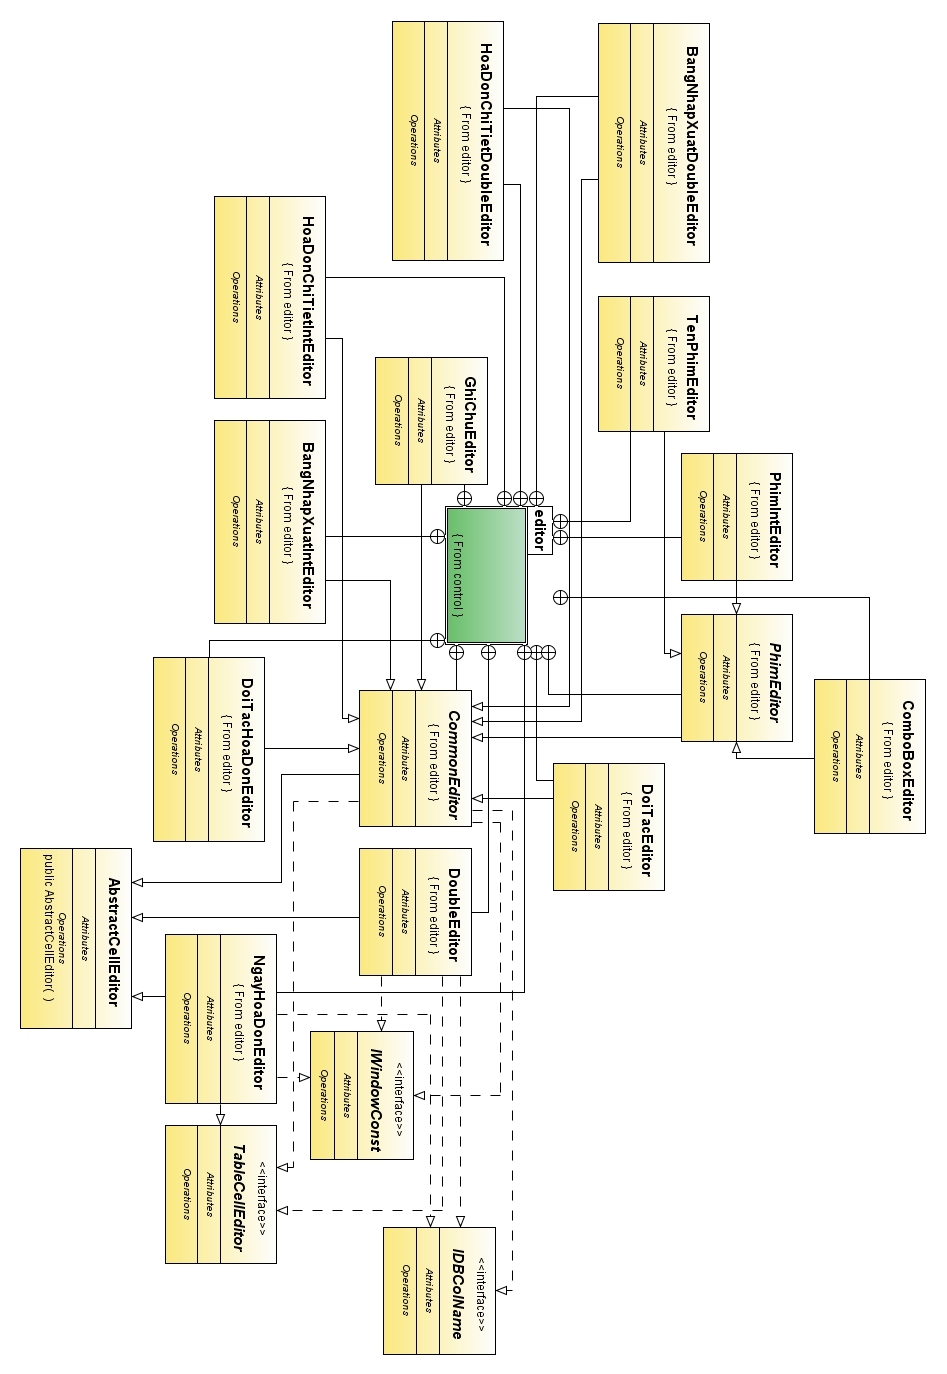 BangNhapXuatDoubleEditor
{ From editor }
Attributes
Operations
HoaDonChiTietDoubleEditor
{ From editor }
Attributes
Operations
HoaDonChiTietIntEditor
{ From editor }
Attributes
Operations
TenPhimEditor
{ From editor }
Attributes
Operations
GhiChuEditor
{ From editor }
Attributes
Operations
BangNhapXuatIntEditor
{ From editor }
Attributes
Operations
PhimIntEditor
{ From editor }
Attributes
Operations
editor
{ From control }
PhimEditor
{ From editor }
Attributes
Operations
DoiTacHoaDonEditor
{ From editor }
Attributes
Operations
ComboBoxEditor
{ From editor }
Attributes
Operations
CommonEditor
{ From editor }
Attributes
Operations
DoiTacEditor
{ From editor }
Attributes
Operations
DoubleEditor
{ From editor }
Attributes
Operations
AbstractCellEditor
Attributes
Operations
public AbstractCellEditor( )
NgayHoaDonEditor
{ From editor }
Attributes
Operations
<<interface>>
IWindowConst
Attributes
Operations
<<interface>>
TableCellEditor
Attributes
Operations
<<interface>>
IDBColName
Attributes
Operations